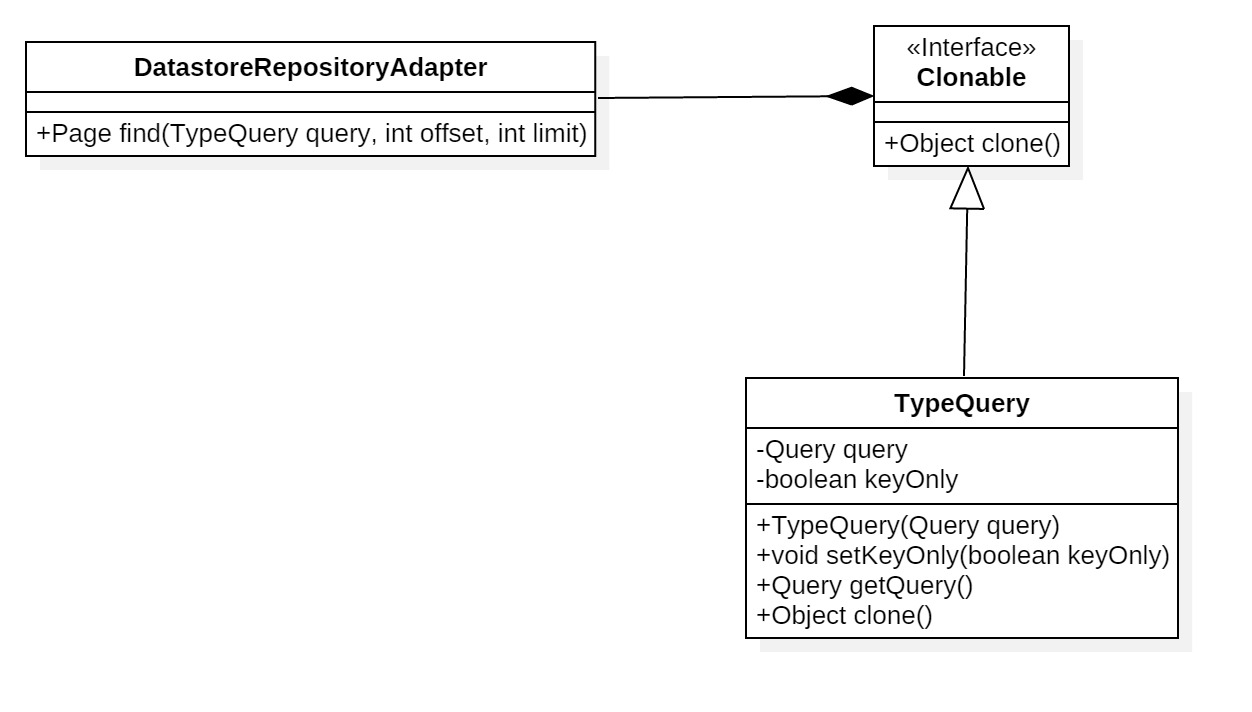 DatastoreRepositoryAdapter
+Page find(TypeQuery query, int offset, int limit)
«Interface»
Clonable
+Object clone()
TypeQuery
-Query query
-boolean keyOnly
+TypeQuery(Query query)
+void setKeyOnly(boolean keyOnly)
+Query getQuery()
+Object clone()